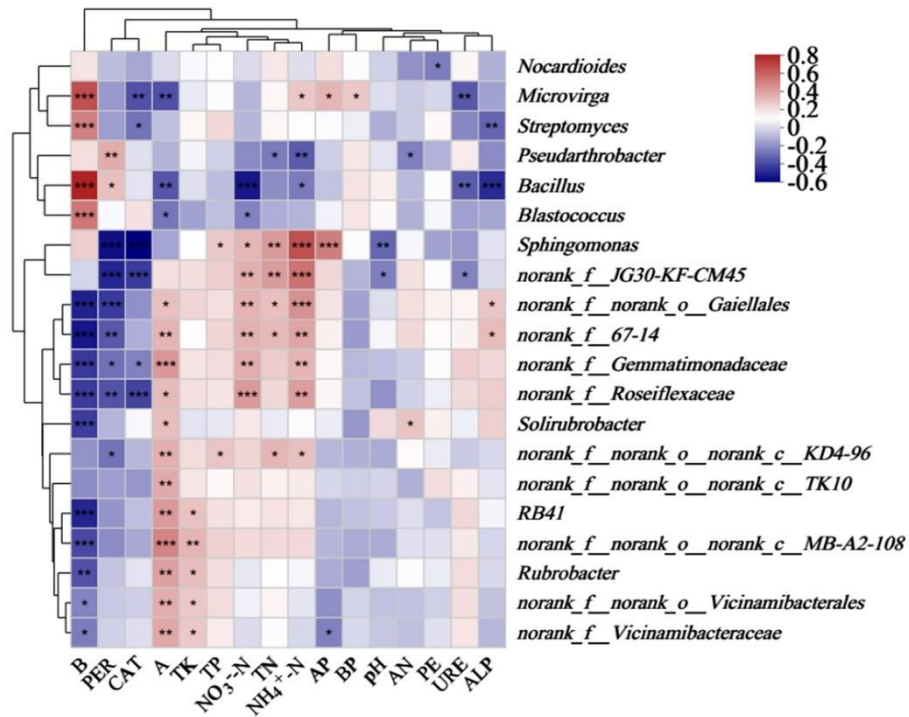 0.8
0.6
0.4
0.2
0
-0.2
-0.4
-0.6
Nocardioides
*
Microvirga
*** ** ** * * * **
Streptomyces
*** * **
Pseudarthrobacter
** * ** *
Bacillus
*** * ** *** * ** ***
Blastococcus
*** * *
Sphingomonas
*** *** * * ** *** *** **
norank_f__JG30-KF-CM45
*** *** ** ** *** * *
norank_f__norank_o__Gaiellales
*** *** * ** * *** *
norank_f__67-14
*** ** ** ** * ** *
norank_f__Gemmatimonadaceae
*** * * *** ** **
norank_f__Roseiflexaceae
*** ** *** * *** **
Solirubrobacter
*** * *
norank_f__norank_o__norank_c__KD4-96
* ** * * *
norank_f__norank_o__norank_c__TK10
**
RB41
*** ** *
norank_f__norank_o__norank_c__MB-A2-108
*** *** **
Rubrobacter
** ** *
norank_f__norank_o__Vicinamibacterales
* ** *
norank_f__Vicinamibacteraceae
* ** * *
B PER CAT A TK TP NO₃⁻-N TN NH₄⁺-N AP BP pH AN PE URE ALP